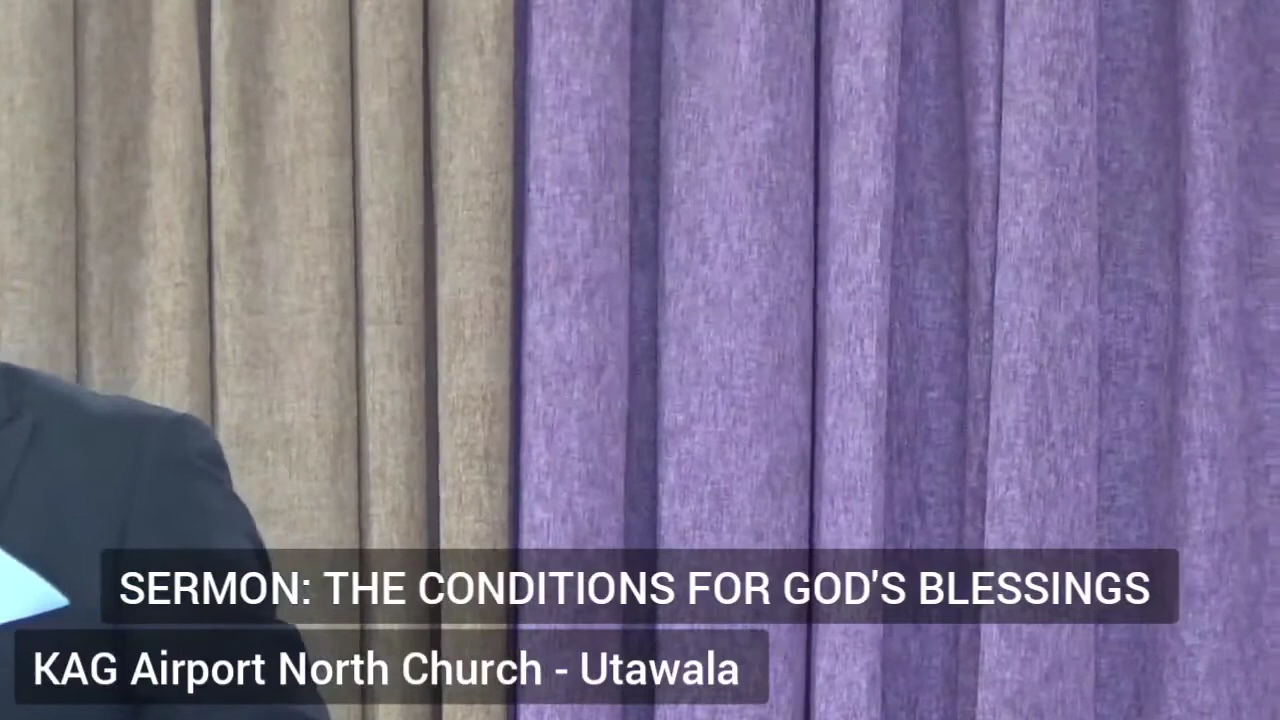 SERMON: THE CONDITIONS FOR GOD'S BLESSINGS
KAG Airport North Church - Utawala